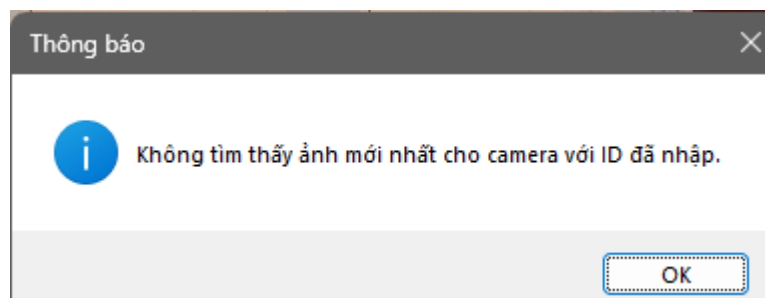 Thông báo
Không tìm thấy ảnh mới nhất cho camera với ID đã nhập.
OK